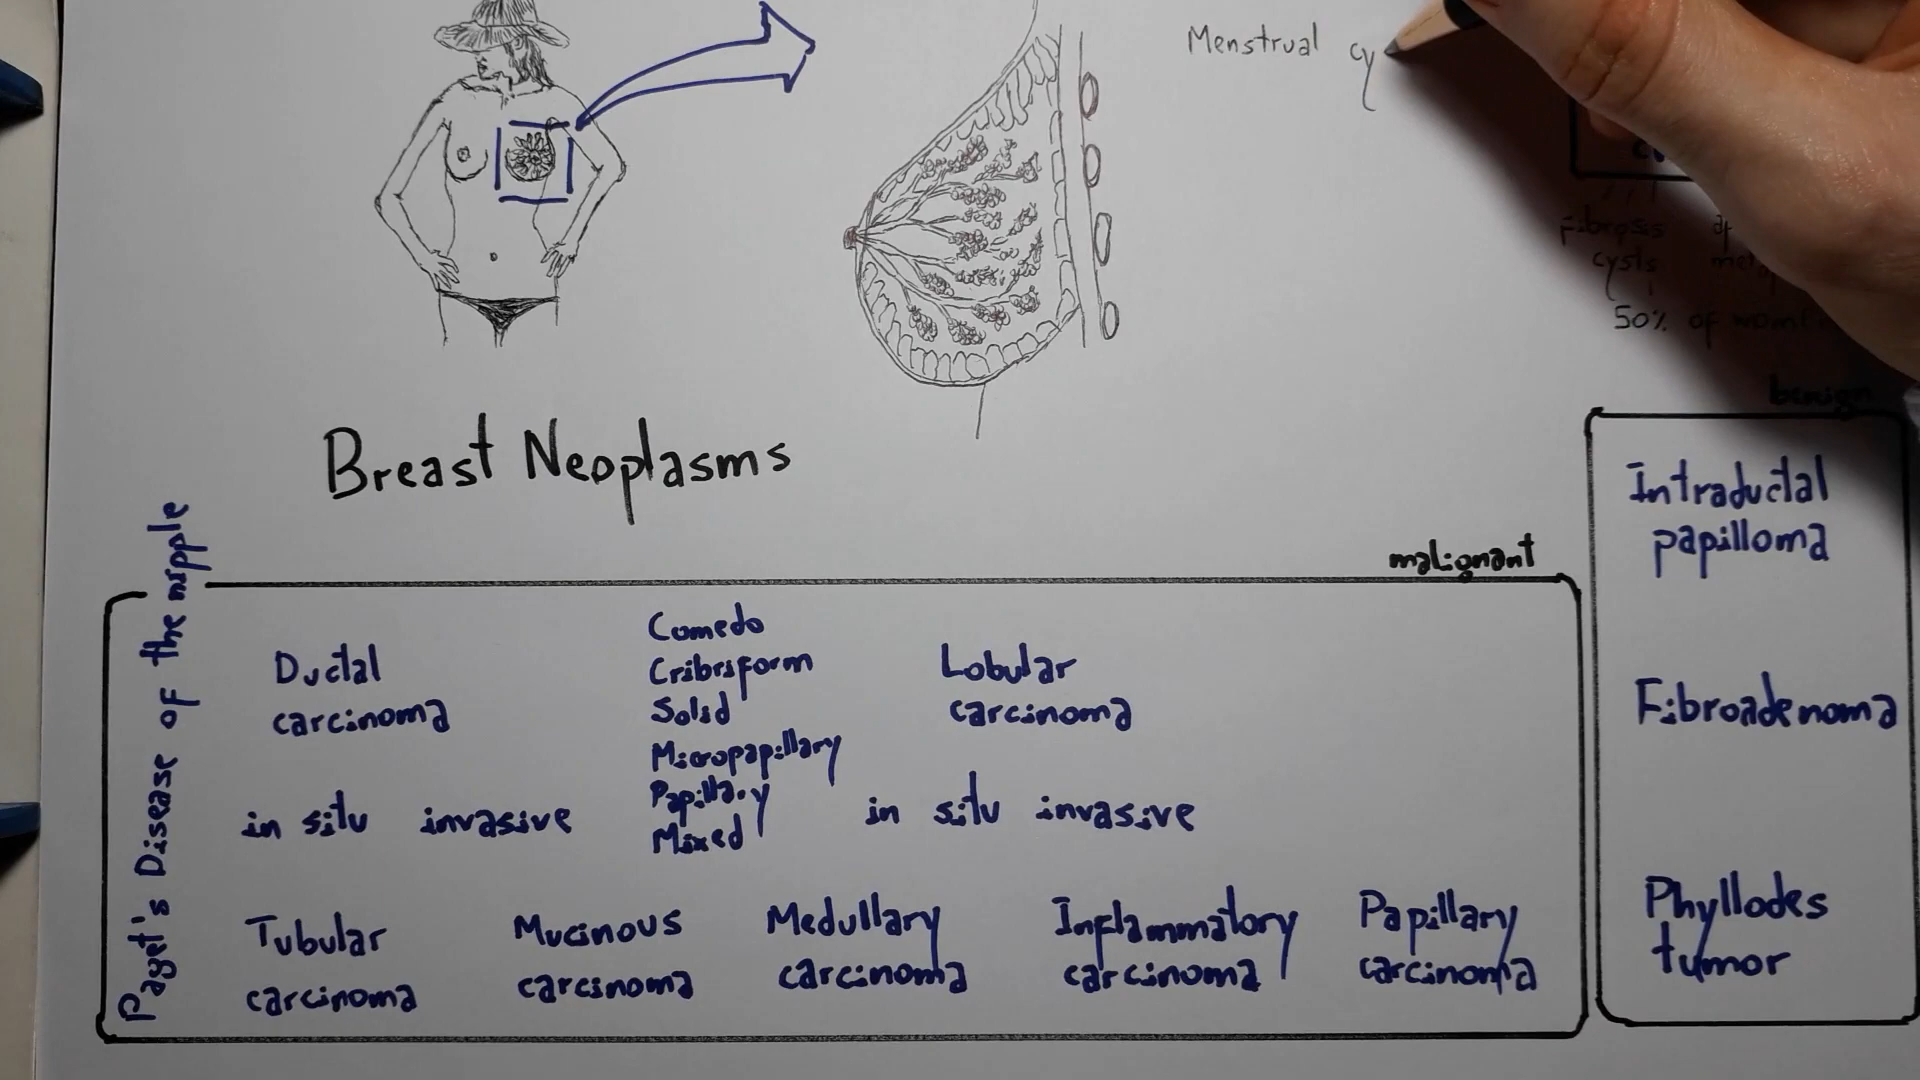 Menstrual cy
fibrosis
cysts
50% of
Breast Neoplasms
benign
Intraductal
papilloma
Fibroadenoma
Phyllodes
tumor
malignant
Paget's Disease of the nipple
Ductal
carcinoma
in situ invasive
Comedo
Cribriform
Solid
Micropapillary
Papillary
Mixed
Lobular
carcinoma
in situ invasive
Tubular
carcinoma
Mucinous
carcinoma
Medullary
carcinoma
Inflammatory
carcinoma
Papillary
carcinoma